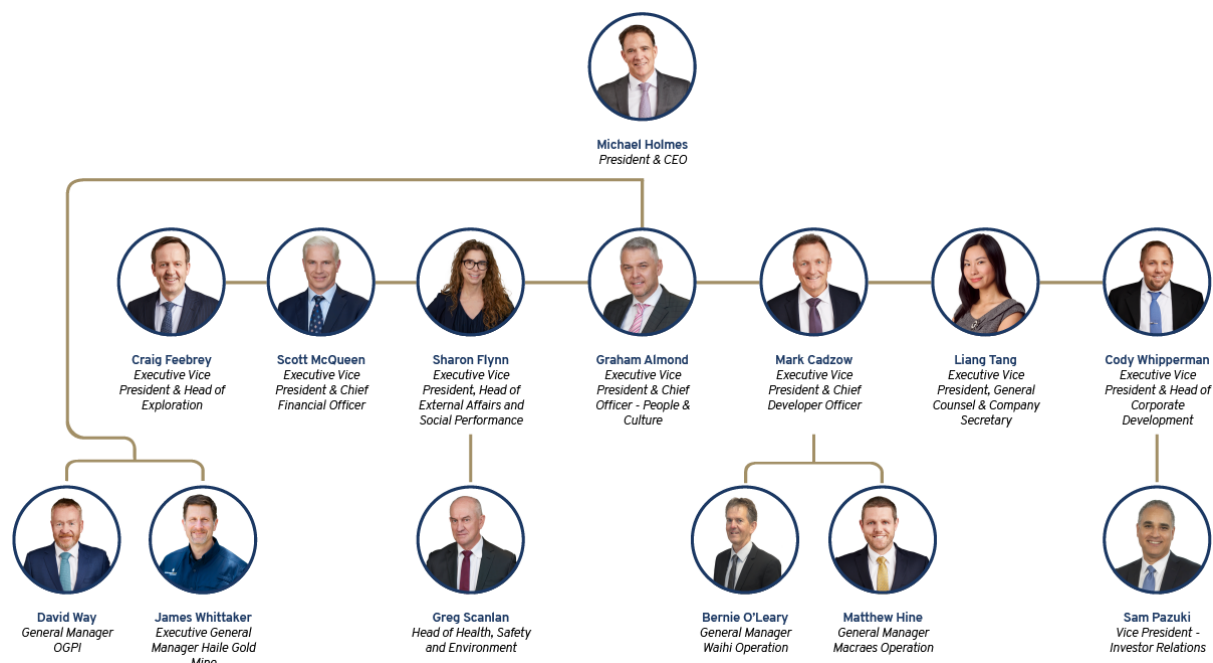 Michael Holmes
President & CEO
Craig Feebrey
Executive Vice
President & Head of
Exploration
Scott McQueen
Executive Vice
President & Chief
Financial Officer
Sharon Flynn
Executive Vice
President, Head of
External Affairs and
Social Performance
Graham Almond
Executive Vice
President & Chief
Officer - People &
Culture
Mark Cadzow
Executive Vice
President & Chief
Developer Officer
Liang Tang
Executive Vice
President, General
Counsel & Company
Secretary
Cody Whipperman
Executive Vice
President & Head of
Corporate
Development
David Way
General Manager
OGPI
James Whittaker
Executive General
Manager Haile Gold
Mine
Greg Scanlan
Head of Health, Safety
and Environment
Bernie O'Leary
General Manager
Waihi Operation
Matthew Hine
General Manager
Macraes Operation
Sam Pazuki
Vice President -
Investor Relations